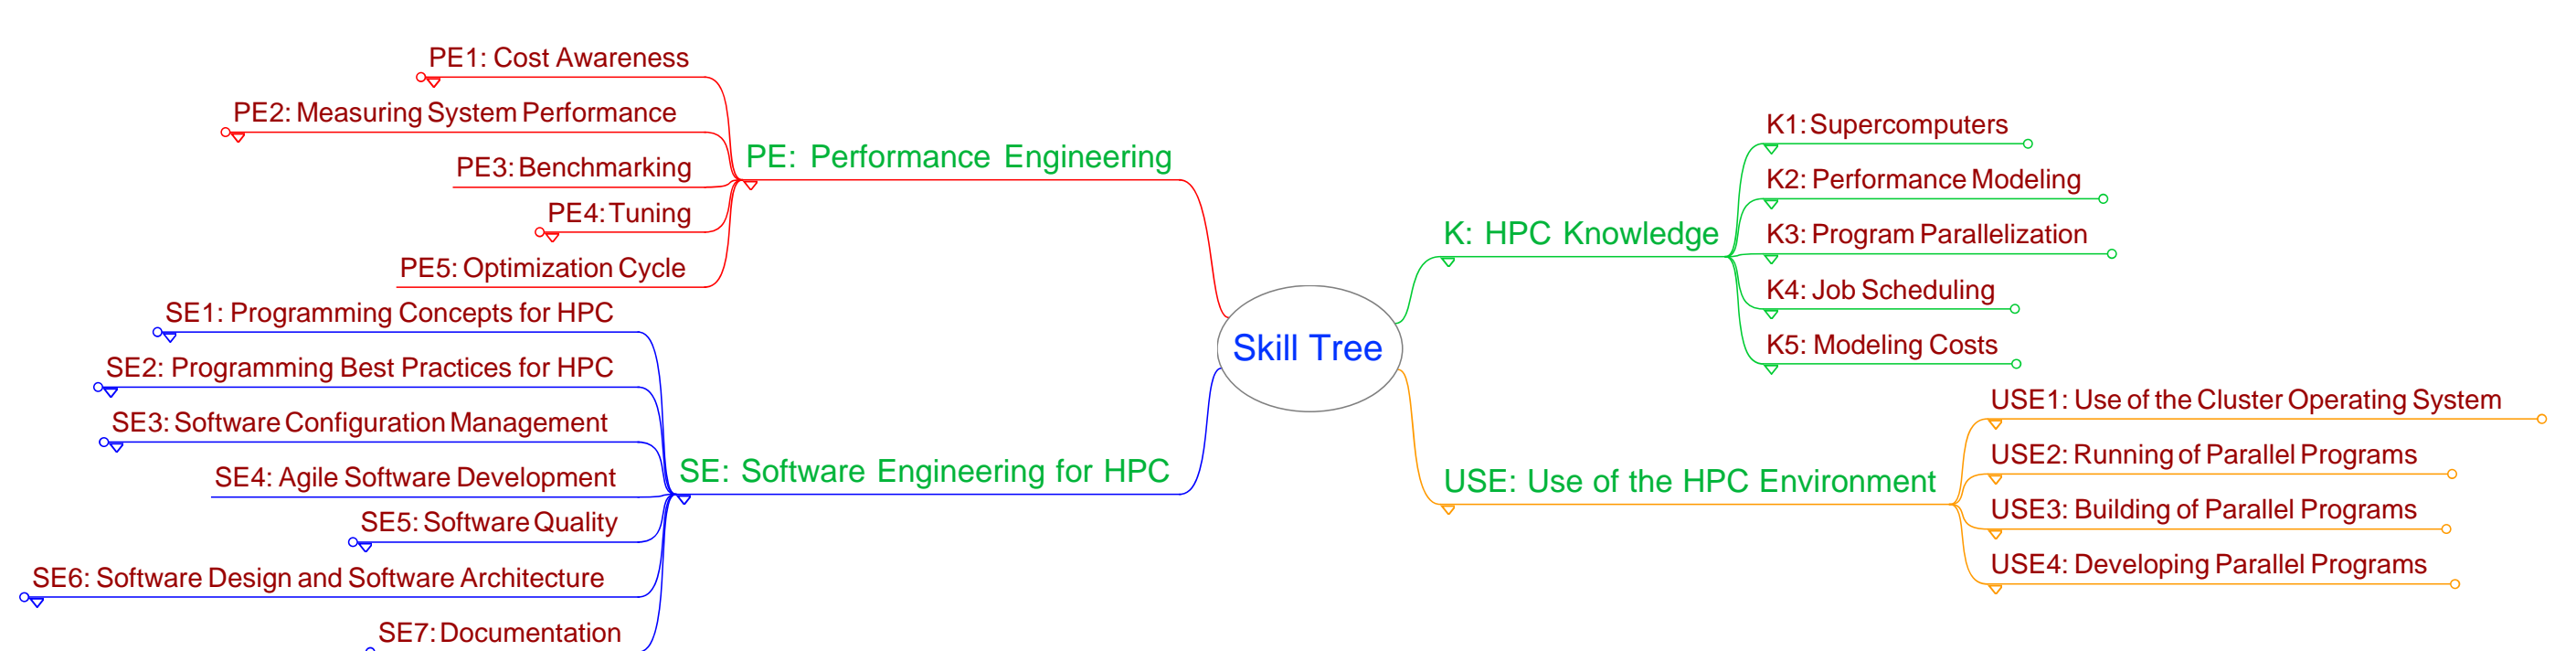 Skill Tree
PE: Performance Engineering
PE1: Cost Awareness
PE2: Measuring System Performance
PE3: Benchmarking
PE4: Tuning
PE5: Optimization Cycle
SE: Software Engineering for HPC
SE1: Programming Concepts for HPC
SE2: Programming Best Practices for HPC
SE3: Software Configuration Management
SE4: Agile Software Development
SE5: Software Quality
SE6: Software Design and Software Architecture
SE7: Documentation
K: HPC Knowledge
K1: Supercomputers
K2: Performance Modeling
K3: Program Parallelization
K4: Job Scheduling
K5: Modeling Costs
USE: Use of the HPC Environment
USE1: Use of the Cluster Operating System
USE2: Running of Parallel Programs
USE3: Building of Parallel Programs
USE4: Developing Parallel Programs